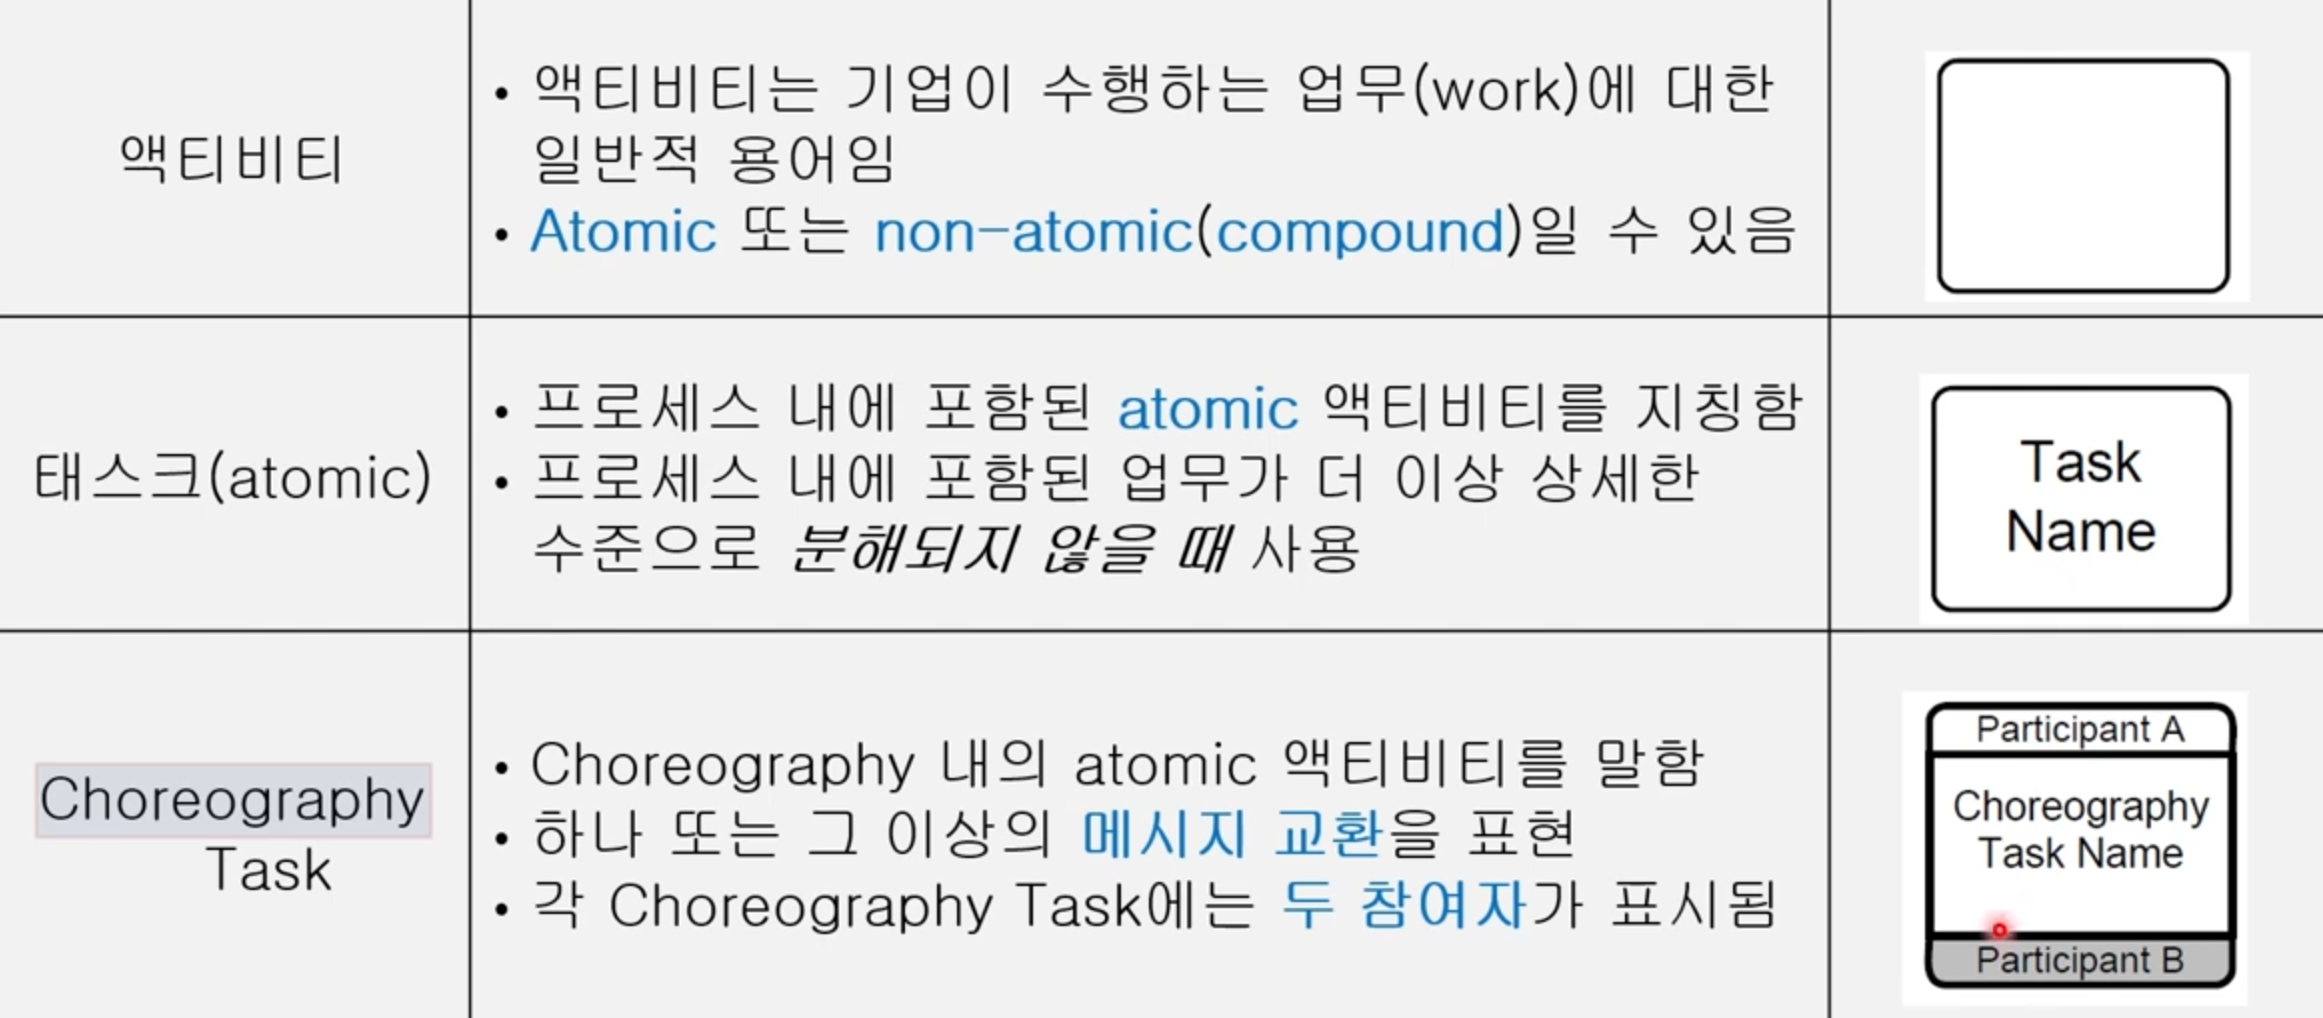 액티비티
• 액티비티는 기업이 수행하는 업무(work)에 대한
일반적 용어임
• Atomic 또는 non-atomic(compound)일 수 있음
태스크(atomic)
• 프로세스 내에 포함된 atomic 액티비티를 지칭함
• 프로세스 내에 포함된 업무가 더 이상 상세한
수준으로 분해되지 않을 때 사용
Task
Name
Choreography
Task
• Choreography 내의 atomic 액티비티를 말함
• 하나 또는 그 이상의 메시지 교환을 표현
• 각 Choreography Task에는 두 참여자가 표시됨
Participant A
Choreography
Task Name
Participant B